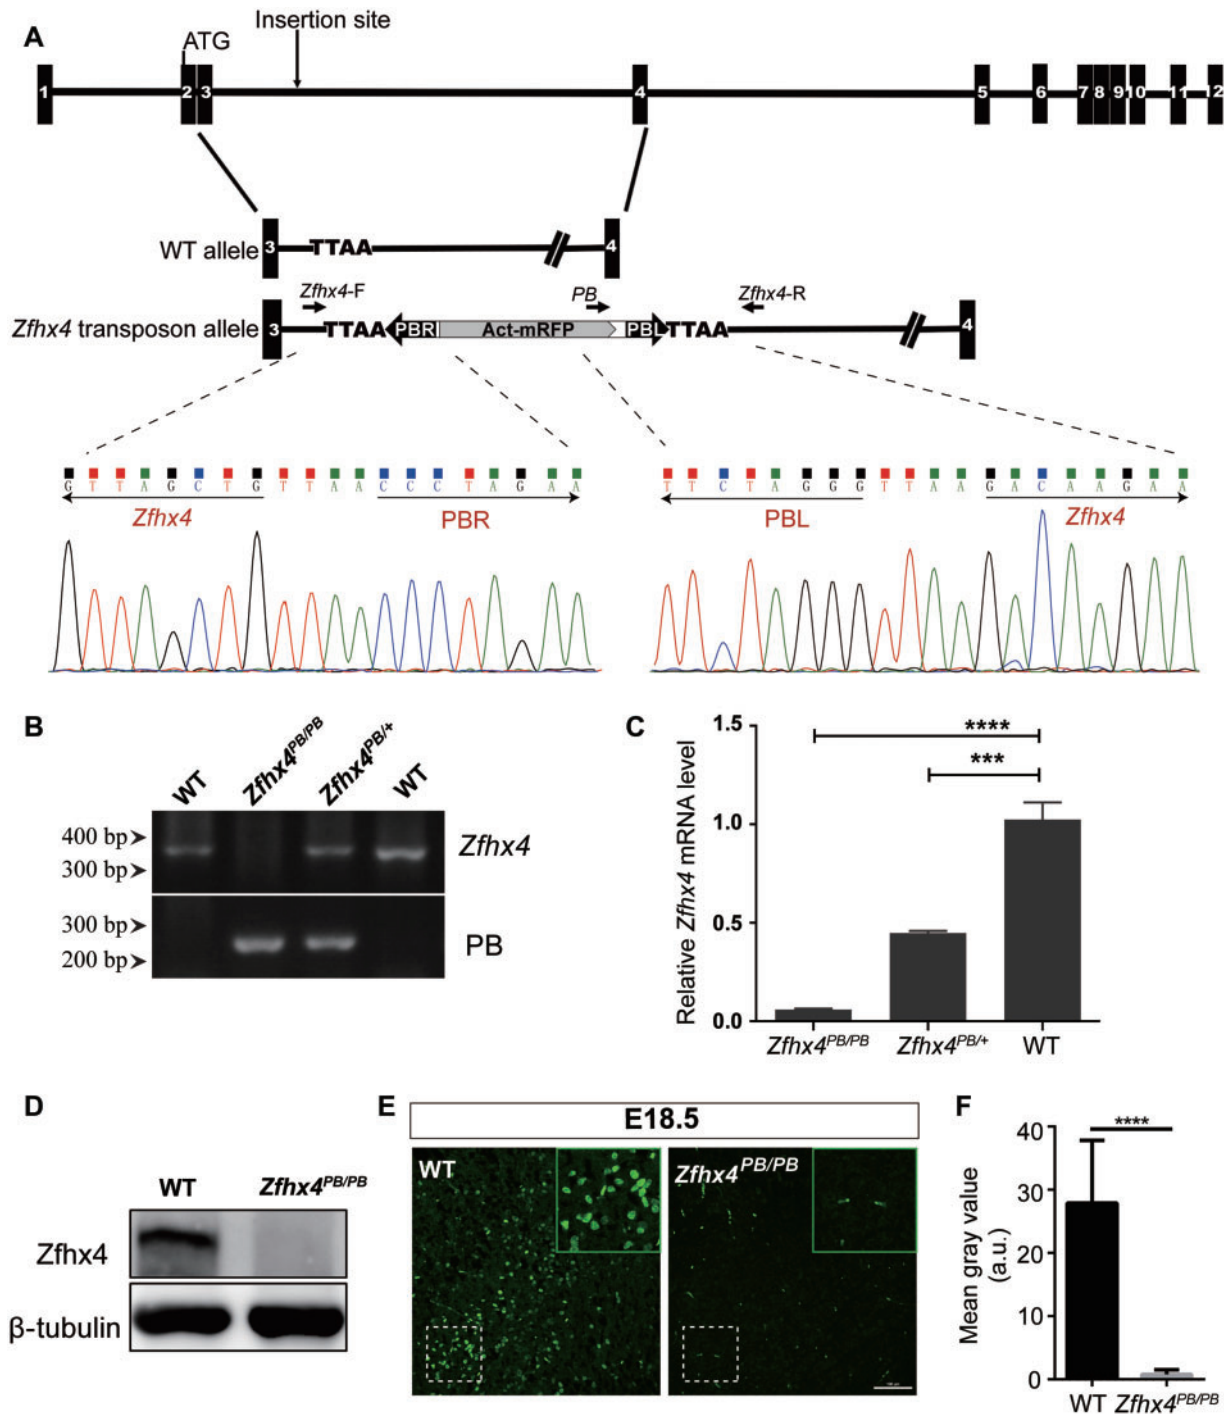 A
Insertion site
ATG
1 2 3 4 5 6 7 8 9 10 11 12
WT allele 3 TTAA 4
Zfhx4-F PB Zfhx4-R
Zfhx4 transposon allele 3 TTAA PBR Act-mRFP PBL TTAA 4
G T T A G C T G T T A A C C C T A G A A
T T C T A G G G T T A A G A C A A G A A
Zfhx4 PBR
PBL Zfhx4
B
WT Zfhx4PB/PB Zfhx4PB/+ WT
400 bp
300 bp
Zfhx4
300 bp
200 bp
PB
C
Relative Zfhx4 mRNA level
1.5
1.0
0.5
0.0
****
***
Zfhx4PB/PB Zfhx4PB/+ WT
D
WT Zfhx4PB/PB
Zfhx4
β-tubulin
E
E18.5
WT Zfhx4PB/PB
F
Mean gray value
(a.u.)
40
30
20
10
0
****
WT Zfhx4PB/PB